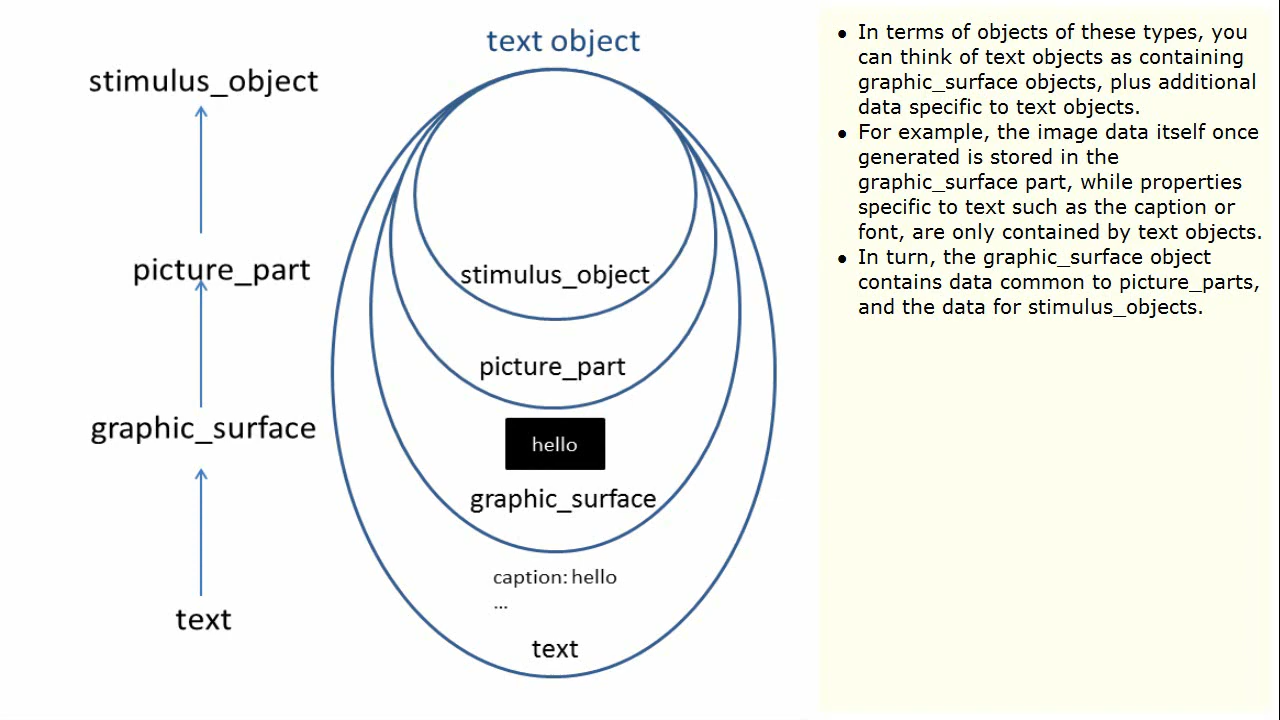 stimulus_object
picture_part
graphic_surface
text
text object
stimulus_object
picture_part
hello
graphic_surface
caption: hello
...
text
• In terms of objects of these types, you
can think of text objects as containing
graphic_surface objects, plus additional
data specific to text objects.
• For example, the image data itself once
generated is stored in the
graphic_surface part, while properties
specific to text such as the caption or
font, are only contained by text objects.
• In turn, the graphic_surface object
contains data common to picture_parts,
and the data for stimulus_objects.